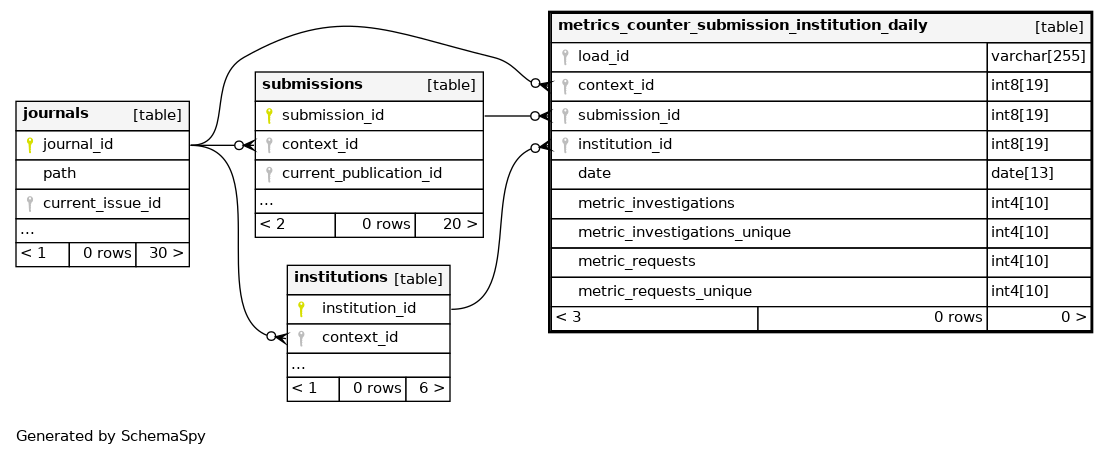 journals [table]
journal_id
path
current_issue_id
...
< 1 0 rows 30 >
submissions [table]
submission_id
context_id
current_publication_id
...
< 2 0 rows 20 >
institutions [table]
institution_id
context_id
...
< 1 0 rows 6 >
metrics_counter_submission_institution_daily [table]
load_id varchar[255]
context_id int8[19]
submission_id int8[19]
institution_id int8[19]
date date[13]
metric_investigations int4[10]
metric_investigations_unique int4[10]
metric_requests int4[10]
metric_requests_unique int4[10]
< 3 0 rows 0 >
Generated by SchemaSpy